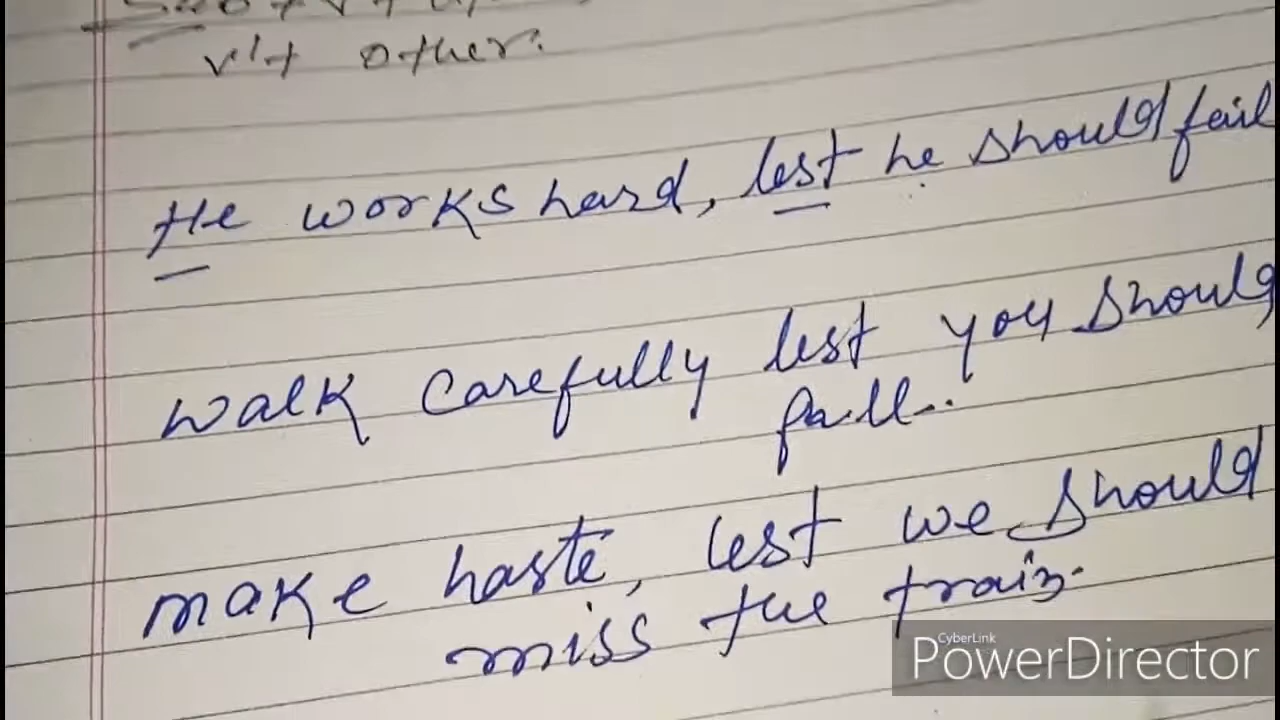 v1+ other.
He works hard, lest he should fail
walk carefully lest you should
fall..
make haste, lest we should
miss the train.
CyberLink
PowerDirector